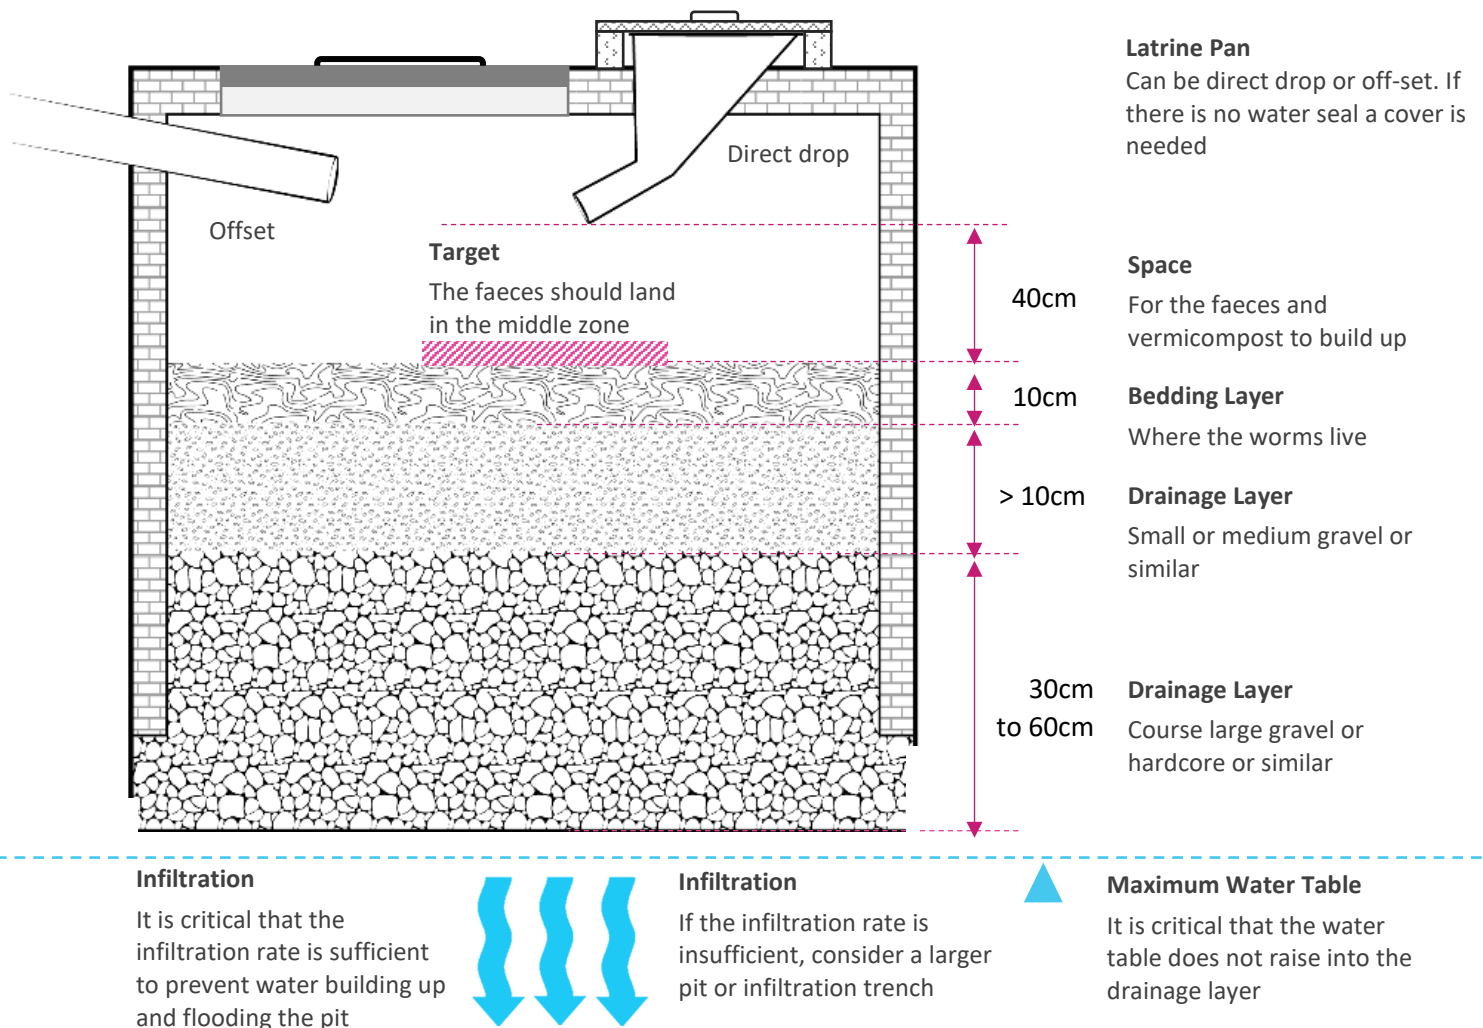 Latrine Pan
Can be direct drop or off-set. If
there is no water seal a cover is
needed
Direct drop
Offset
Target
The faeces should land
in the middle zone
40cm
Space
For the faeces and
vermicompost to build up
10cm
Bedding Layer
Where the worms live
> 10cm
Drainage Layer
Small or medium gravel or
similar
30cm
to 60cm
Drainage Layer
Course large gravel or
hardcore or similar
Infiltration
It is critical that the
infiltration rate is sufficient
to prevent water building up
and flooding the pit
Infiltration
If the infiltration rate is
insufficient, consider a larger
pit or infiltration trench
Maximum Water Table
It is critical that the water
table does not raise into the
drainage layer